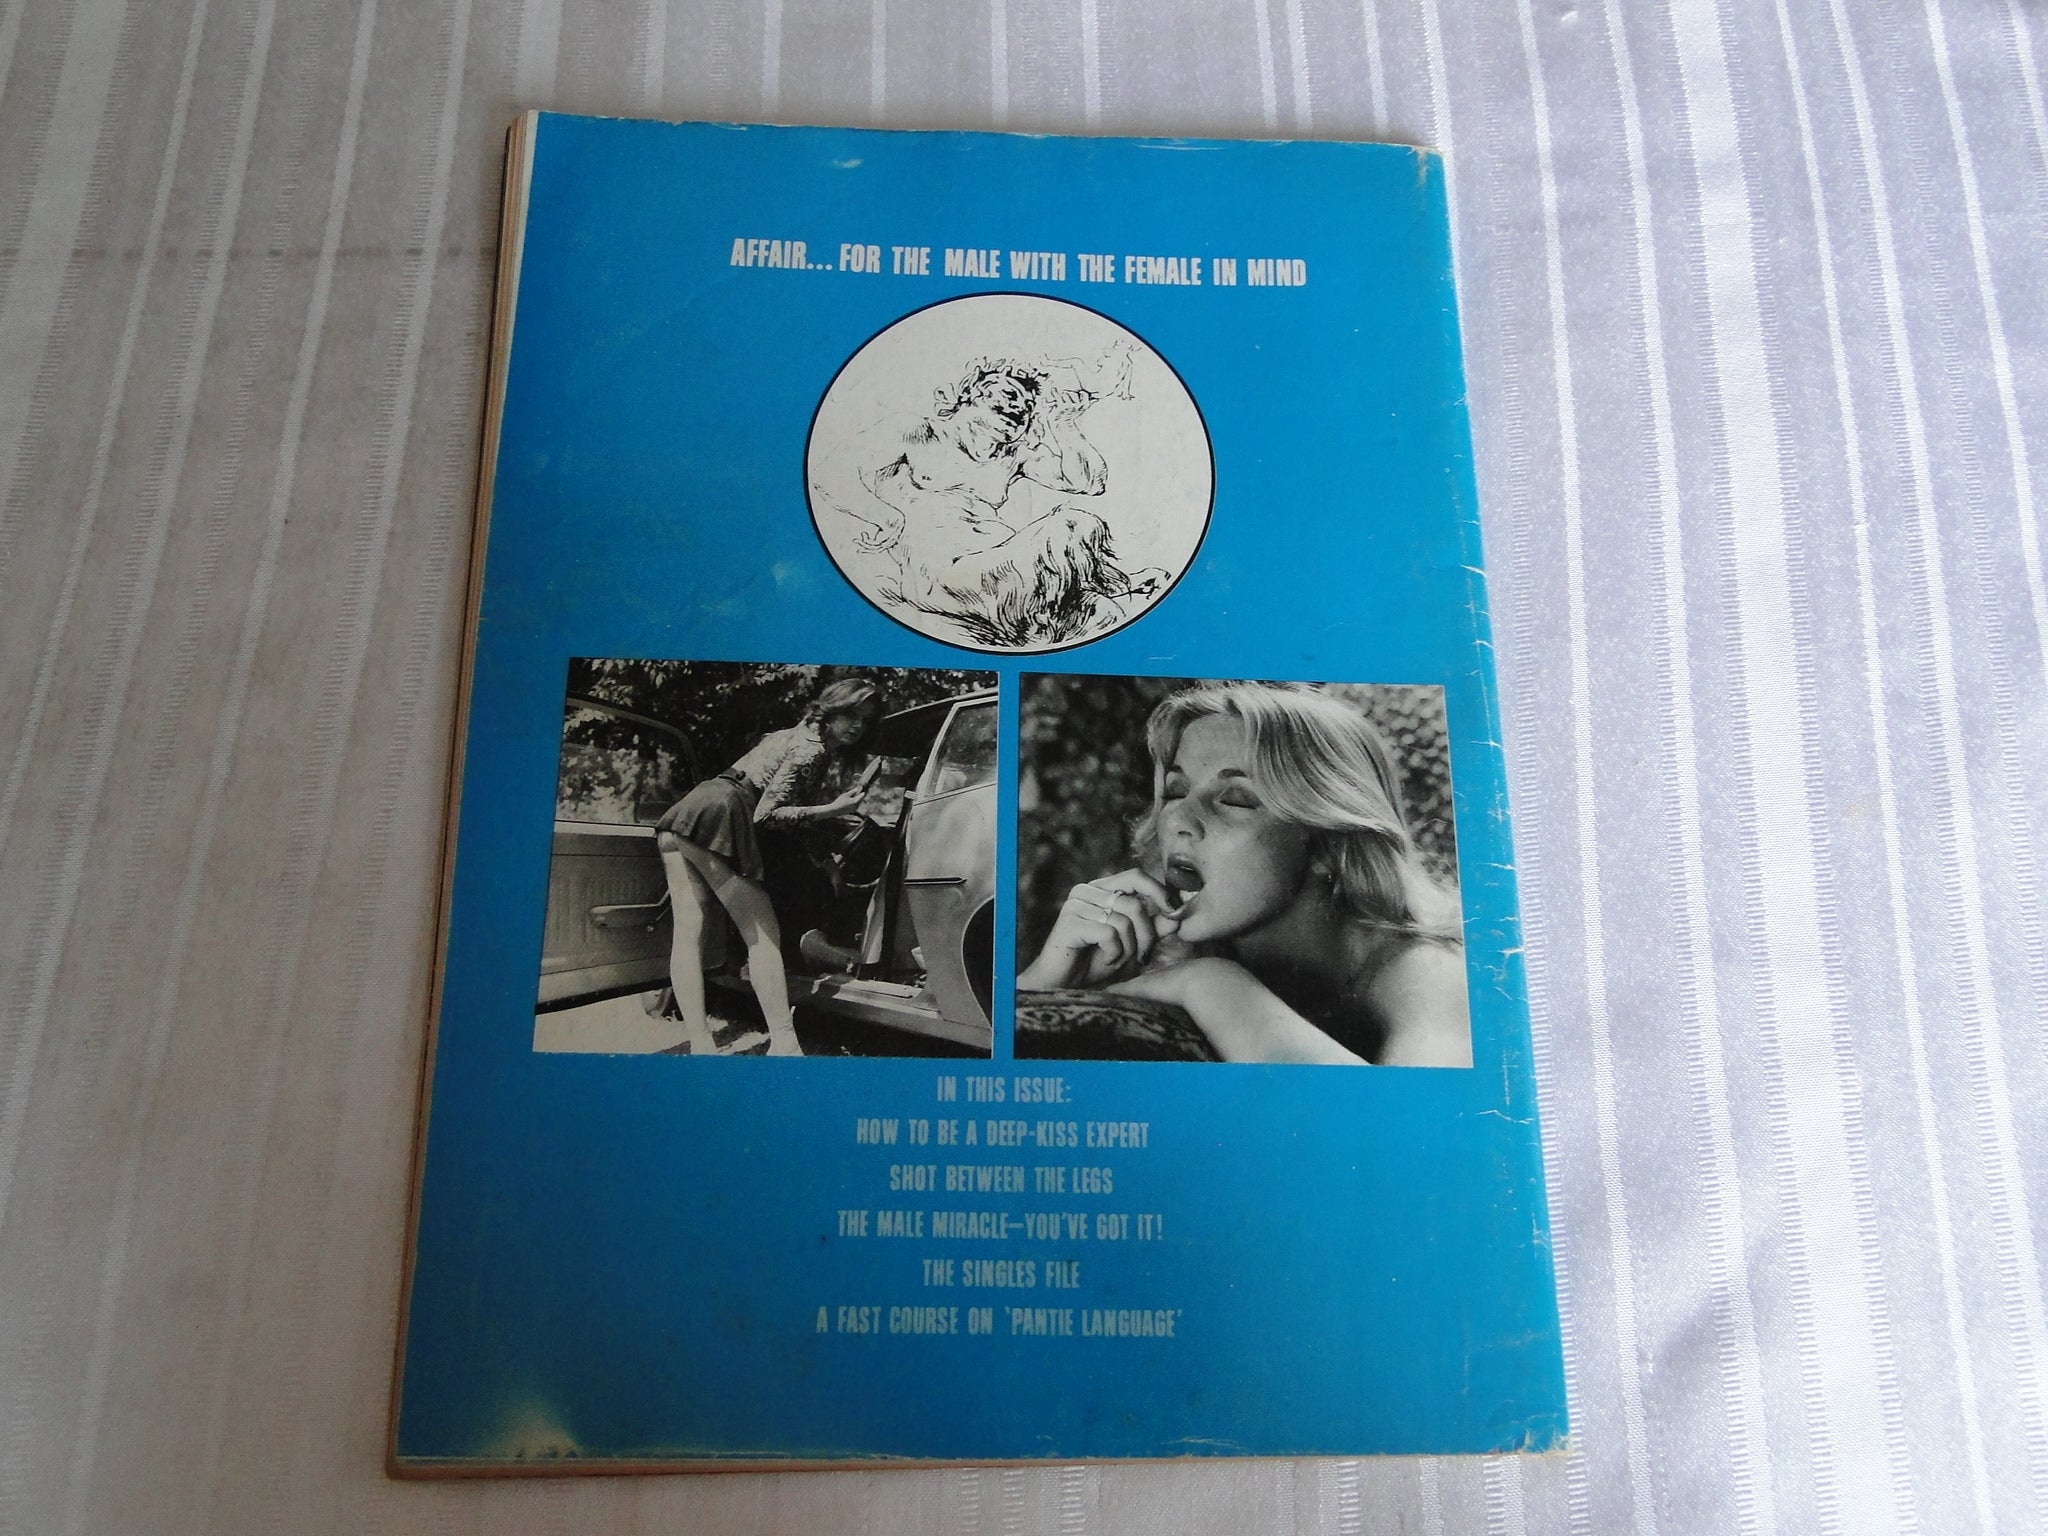 AFFAIR... FOR THE MALE WITH THE FEMALE IN MIND
IN THIS ISSUE:
HOW TO BE A DEEP-KISS EXPERT
SHOT BETWEEN THE LEGS
THE MALE MIRACLE—YOU'VE GOT IT!
THE SINGLES FILE
A FAST COURSE ON 'PANTIE LANGUAGE'